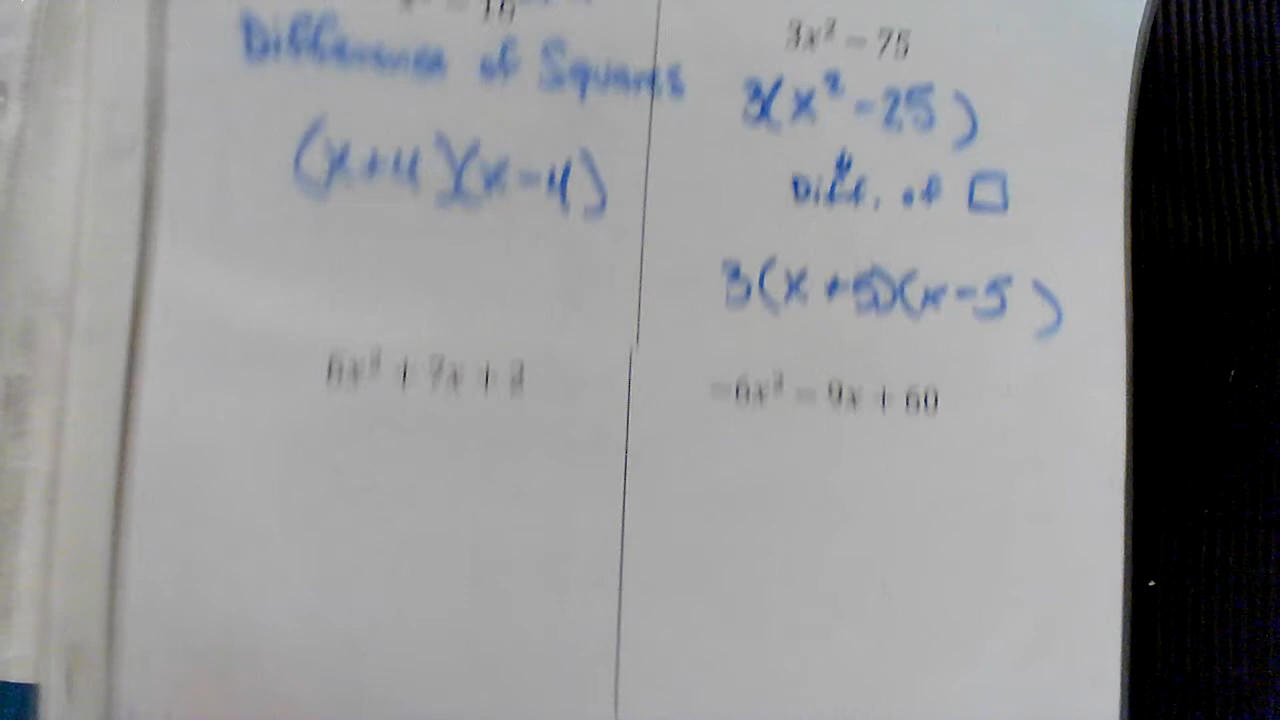 Difference of Squares
(x+4)(x-4)
3x² - 75
3(x² - 25)
Diff. of □
3(x+5)(x-5)
6x² + 7x + 2
-6x² - 9x + 60